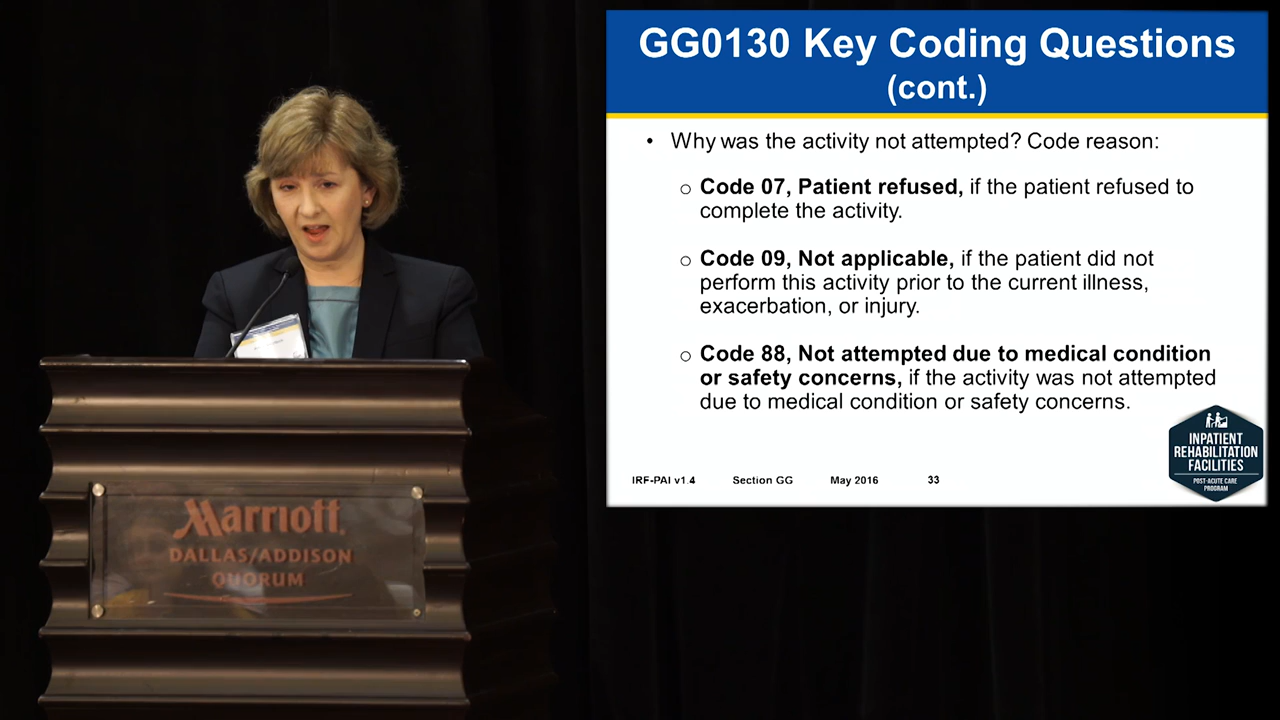 GG0130 Key Coding Questions
(cont.)
• Why was the activity not attempted? Code reason:
o Code 07, Patient refused, if the patient refused to
complete the activity.
o Code 09, Not applicable, if the patient did not
perform this activity prior to the current illness,
exacerbation, or injury.
o Code 88, Not attempted due to medical condition
or safety concerns, if the activity was not attempted
due to medical condition or safety concerns.
IRF-PAI v1.4 Section GG May 2016 33
INPATIENT
REHABILITATION
FACILITIES
POST-ACUTE CARE
PROGRAM
Marriott
DALLAS/ADDISON
QUORUM